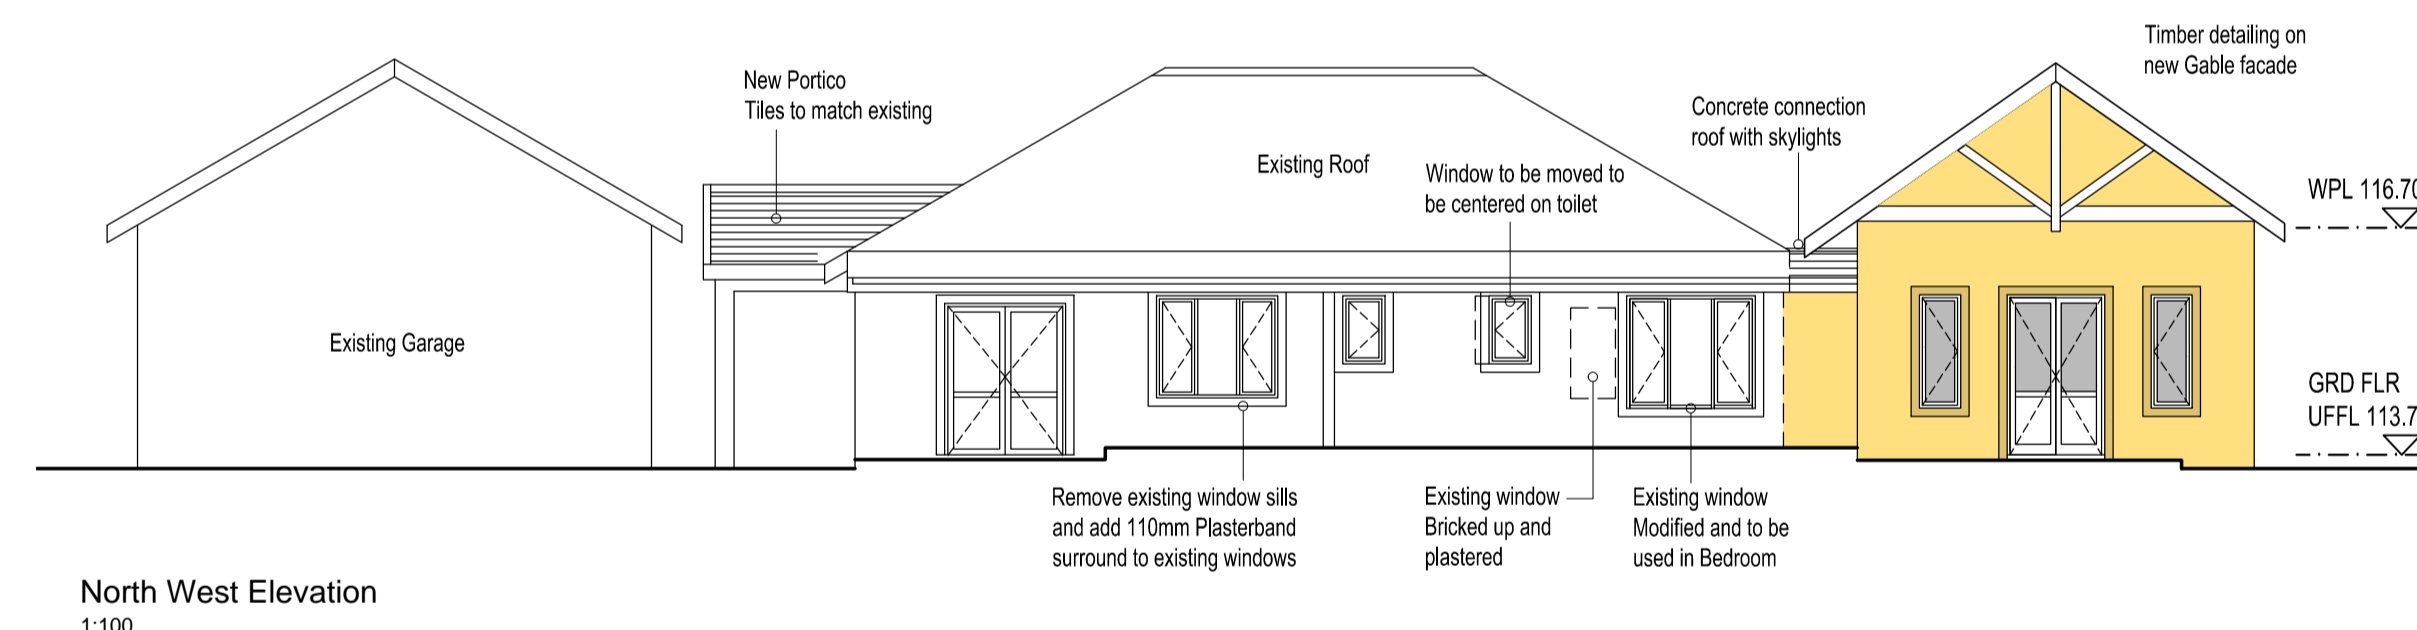 Timber detailing on
new Gable facade
New Portico
Tiles to match existing
Concrete connection
roof with skylights
Existing Roof
Window to be moved to
be centered on toilet
WPL 116.70
Existing Garage
GRD FLR
UFFL 113.7
Remove existing window sills
and add 110mm Plasterband
surround to existing windows
Existing window
Bricked up and
plastered
Existing window
Modified and to be
used in Bedroom
North West Elevation
1:100